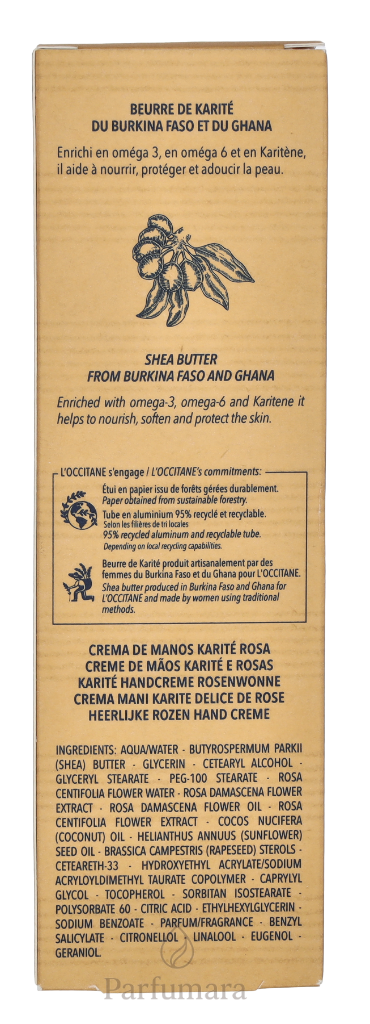 BEURRE DE KARITÉ
DU BURKINA FASO ET DU GHANA
Enrichi en oméga 3, en oméga 6 et en Karitène,
il aide à nourrir, protéger et adoucir la peau.
SHEA BUTTER
FROM BURKINA FASO AND GHANA
Enriched with omega-3, omega-6 and Karitene it
helps to nourish, soften and protect the skin.
L'OCCITANE s'engage / L'OCCITANE's commitments:
Étui en papier issu de forêts gérées durablement.
Paper obtained from sustainable forestry.
Tube en aluminium 95% recyclé et recyclable.
Selon les filières de tri locales
95% recycled aluminum and recyclable tube.
Depending on local recycling capabilities.
Beurre de Karité produit artisanalement par des
femmes du Burkina Faso et du Ghana pour L'OCCITANE.
Shea butter produced in Burkina Faso and Ghana for
L'OCCITANE and made by women using traditional
methods.
CREMA DE MANOS KARITÉ ROSA
CREME DE MÃOS KARITÉ E ROSAS
KARITÉ HANDCREME ROSENWONNE
CREMA MANI KARITE DELICE DE ROSE
HEERLIJKE ROZEN HAND CREME
INGREDIENTS: AQUA/WATER - BUTYROSPERMUM PARKII
(SHEA) BUTTER - GLYCERIN - CETEARYL ALCOHOL -
GLYCERYL STEARATE - PEG-100 STEARATE - ROSA
CENTIFOLIA FLOWER WATER - ROSA DAMASCENA FLOWER
EXTRACT - ROSA DAMASCENA FLOWER OIL - ROSA
CENTIFOLIA FLOWER EXTRACT - COCOS NUCIFERA
(COCONUT) OIL - HELIANTHUS ANNUUS (SUNFLOWER)
SEED OIL - BRASSICA CAMPESTRIS (RAPESEED) STEROLS -
CETEARETH-33 - HYDROXYETHYL ACRYLATE/SODIUM
ACRYLOYLDIMETHYL TAURATE COPOLYMER - CAPRYLYL
GLYCOL - TOCOPHEROL - SORBITAN ISOSTEARATE -
POLYSORBATE 60 - CITRIC ACID - ETHYLHEXYLGLYCERIN -
SODIUM BENZOATE - PARFUM/FRAGRANCE - BENZYL
SALICYLATE - CITRONELLOL - LINALOOL - EUGENOL -
GERANIOL.
Parfumara